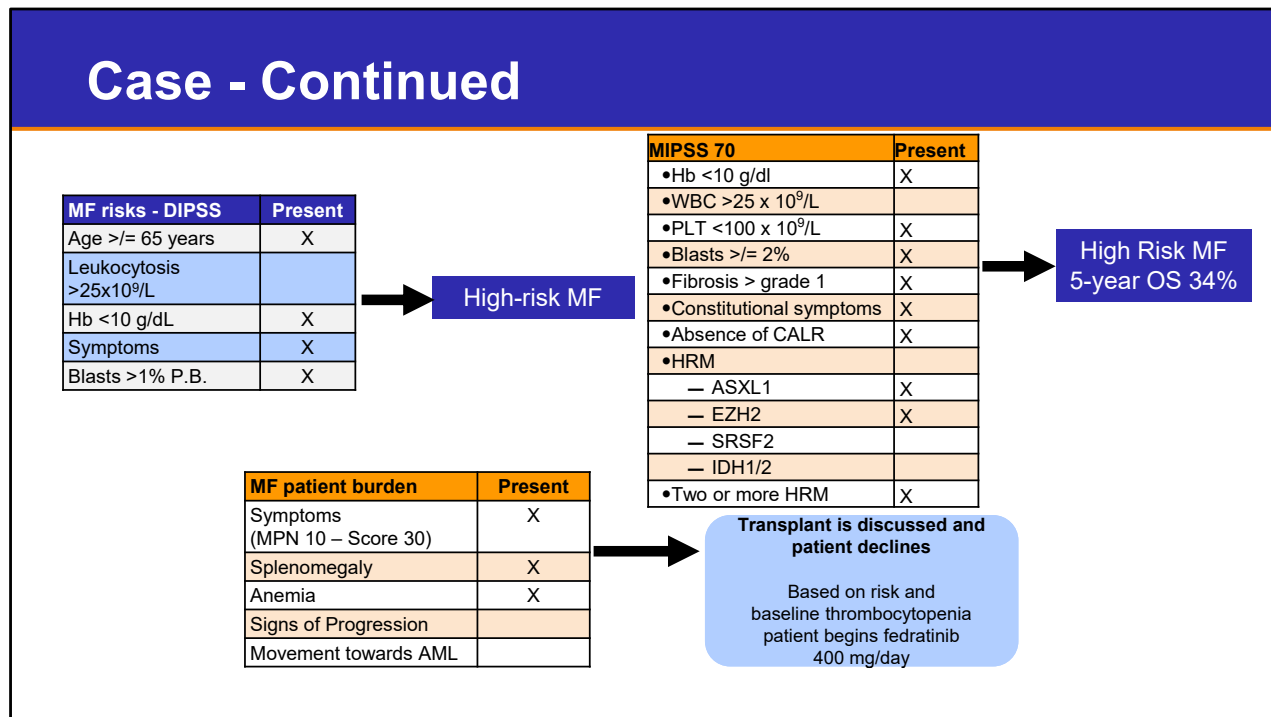 Case - Continued
MF risks - DIPSS Present
Age >/= 65 years X
Leukocytosis
>25x10⁹/L
Hb <10 g/dL X
Symptoms X
Blasts >1% P.B. X
High-risk MF
MIPSS 70 Present
•Hb <10 g/dl X
•WBC >25 x 10⁹/L
•PLT <100 x 10⁹/L X
•Blasts >/= 2% X
•Fibrosis > grade 1 X
•Constitutional symptoms X
•Absence of CALR X
•HRM
— ASXL1 X
— EZH2 X
— SRSF2
— IDH1/2
•Two or more HRM X
High Risk MF
5-year OS 34%
MF patient burden Present
Symptoms X
(MPN 10 – Score 30)
Splenomegaly X
Anemia X
Signs of Progression
Movement towards AML
Transplant is discussed and
patient declines
Based on risk and
baseline thrombocytopenia
patient begins fedratinib
400 mg/day